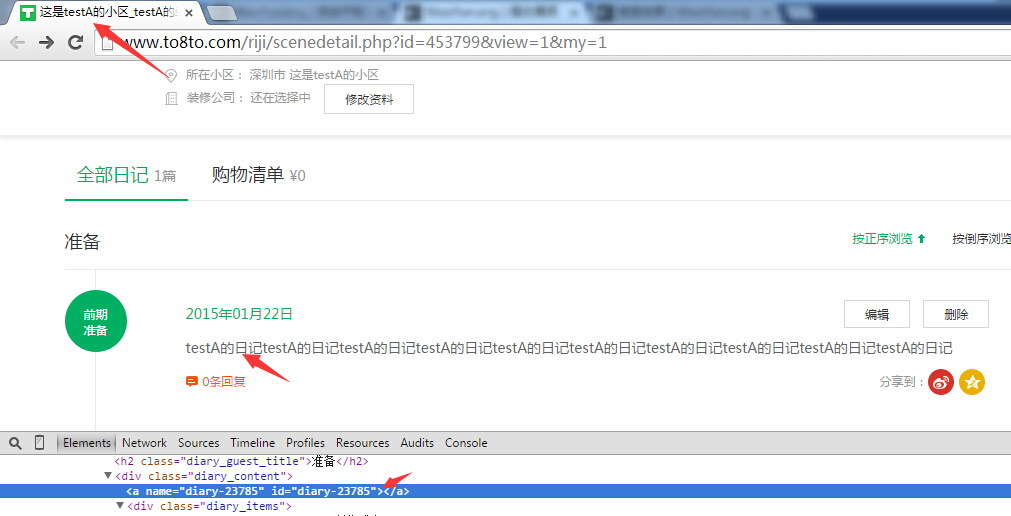 这是testA的小区_testA的
www.to8to.com/riji/scenedetail.php?id=453799&view=1&my=1
所在小区： 深圳市 这是testA的小区
装修公司： 还在选择中 修改资料
全部日记 1篇 购物清单 ¥0
准备 按正序浏览 按倒序浏览
前期
准备
2015年01月22日 编辑 删除
testA的日记testA的日记testA的日记testA的日记testA的日记testA的日记testA的日记testA的日记testA的日记testA的日记
0条回复 分享到：
Elements Network Sources Timeline Profiles Resources Audits Console
<h2 class="diary_guest_title">准备</h2>
<div class="diary_content">
<a name="diary-23785" id="diary-23785"></a>
<div class="diary_items">